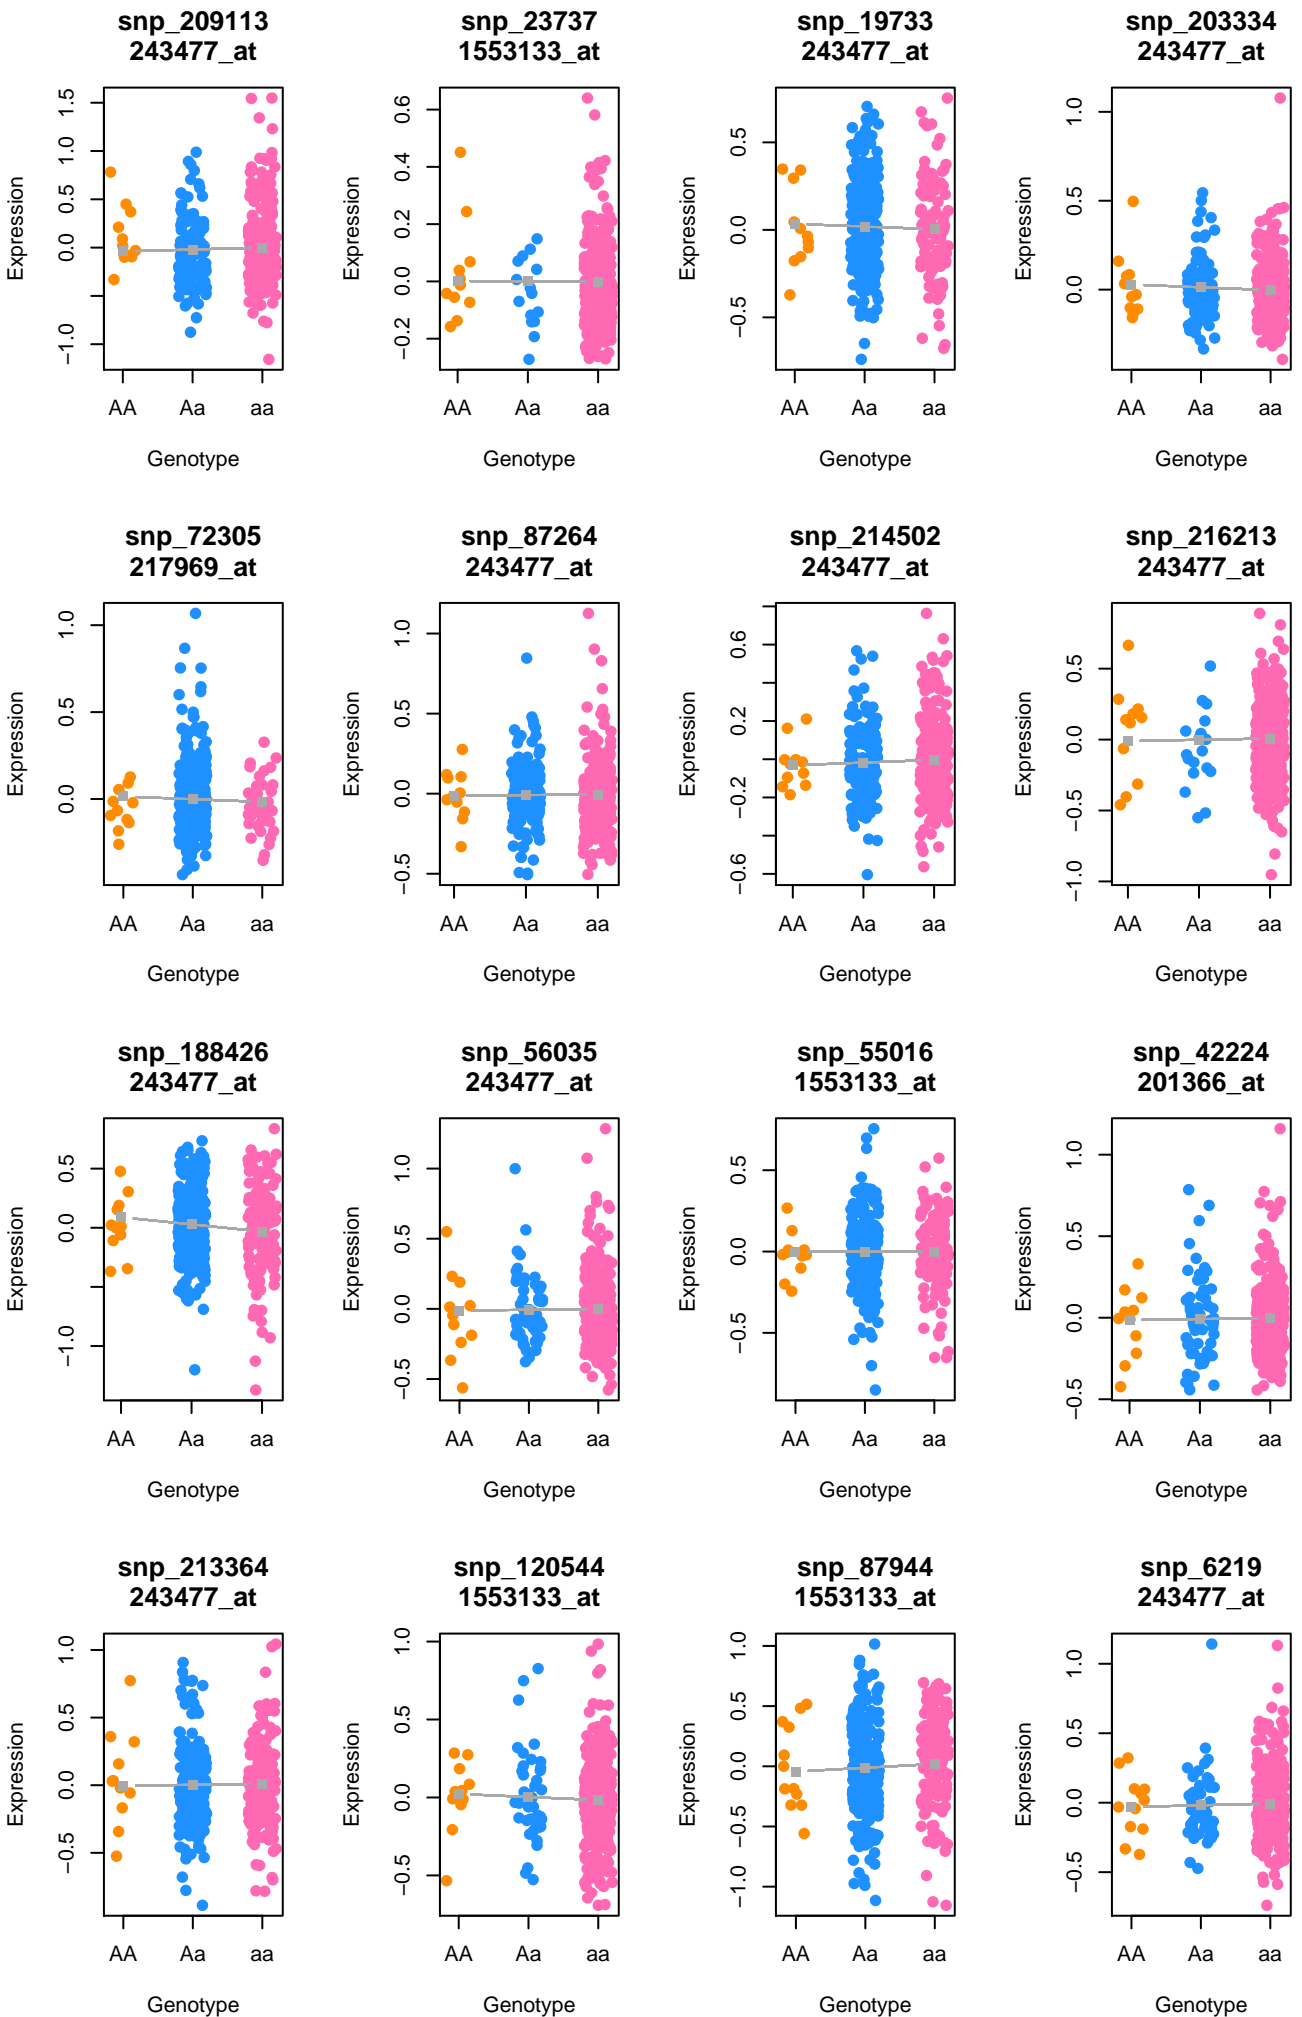 snp_209113
243477_at
Expression
1.5
1.0
0.5
0.0
−1.0
AA Aa aa
Genotype
snp_23737
1553133_at
Expression
0.6
0.4
0.2
0.0
−0.2
AA Aa aa
Genotype
snp_19733
243477_at
Expression
0.5
0.0
−0.5
AA Aa aa
Genotype
snp_203334
243477_at
Expression
1.0
0.5
0.0
AA Aa aa
Genotype
snp_72305
217969_at
Expression
1.0
0.5
0.0
AA Aa aa
Genotype
snp_87264
243477_at
Expression
1.0
0.5
0.0
−0.5
AA Aa aa
Genotype
snp_214502
243477_at
Expression
0.6
0.2
−0.2
−0.6
AA Aa aa
Genotype
snp_216213
243477_at
Expression
0.5
0.0
−0.5
−1.0
AA Aa aa
Genotype
snp_188426
243477_at
Expression
0.5
0.0
−1.0
AA Aa aa
Genotype
snp_56035
243477_at
Expression
1.0
0.5
0.0
−0.5
AA Aa aa
Genotype
snp_55016
1553133_at
Expression
0.5
0.0
−0.5
AA Aa aa
Genotype
snp_42224
201366_at
Expression
1.0
0.5
0.0
−0.5
AA Aa aa
Genotype
snp_213364
243477_at
Expression
1.0
0.5
0.0
−0.5
AA Aa aa
Genotype
snp_120544
1553133_at
Expression
1.0
0.5
0.0
−0.5
AA Aa aa
Genotype
snp_87944
1553133_at
Expression
1.0
0.5
0.0
−0.5
−1.0
AA Aa aa
Genotype
snp_6219
243477_at
Expression
1.0
0.5
0.0
−0.5
AA Aa aa
Genotype